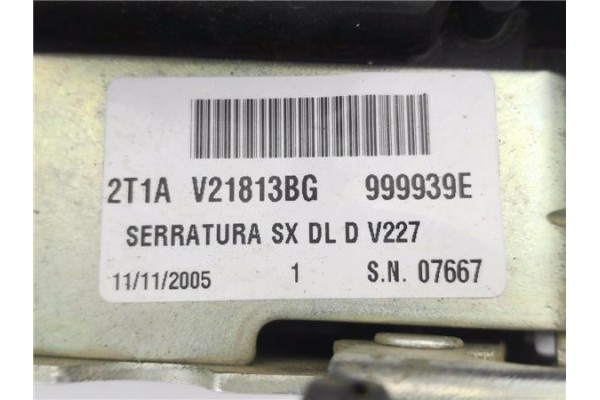 2T1A V21813BG 999939E
SERRATURA SX DL D V227
11/11/2005 1 S.N. 07667